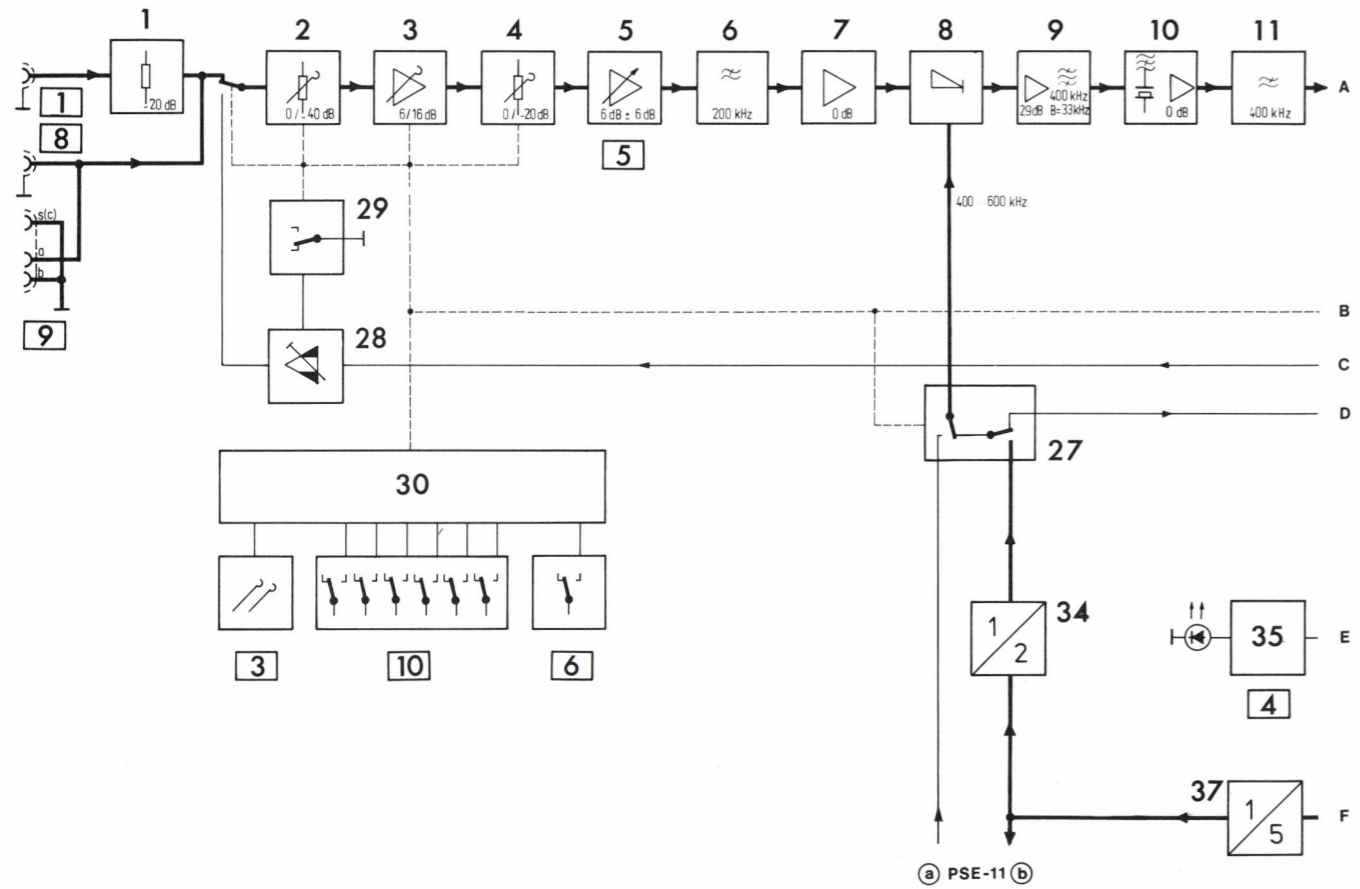 1 2 3 4 5 6 7 8 9 10 11
-20 dB
0 / -40 dB
6/16 dB
0 / -20 dB
6 dB ± 6 dB
200 kHz
0 dB
29dB
400 kHz
B=33kHz
0 dB
400 kHz
A
1
8
5
s(c)
a
b
9
29
400 600 kHz
B
28
C
D
27
30
3
10
6
34
1
2
35
E
4
37
1
5
F
a PSE-11 b